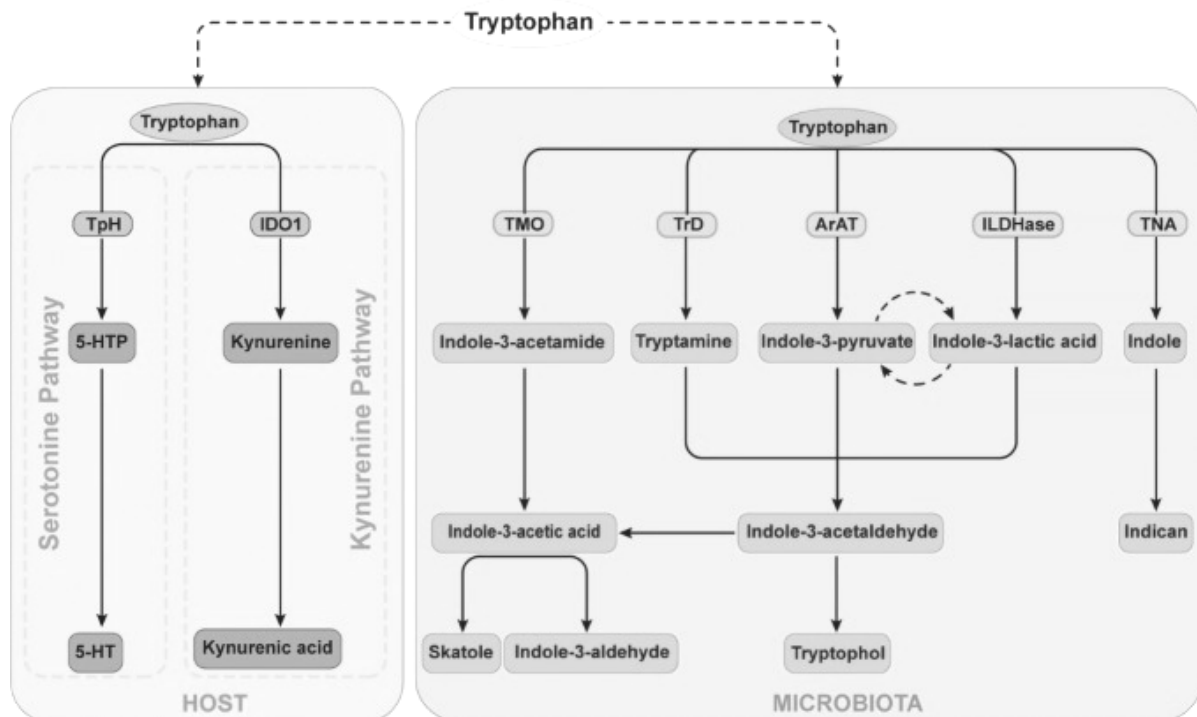 Tryptophan
Tryptophan
TpH
IDO1
5-HTP
Kynurenine
Serotonine Pathway
Kynurenine Pathway
5-HT
Kynurenic acid
HOST
Tryptophan
TMO
TrD
ArAT
ILDHase
TNA
Indole-3-acetamide
Tryptamine
Indole-3-pyruvate
Indole-3-lactic acid
Indole
Indole-3-acetic acid
Indole-3-acetaldehyde
Indican
Skatole
Indole-3-aldehyde
Tryptophol
MICROBIOTA